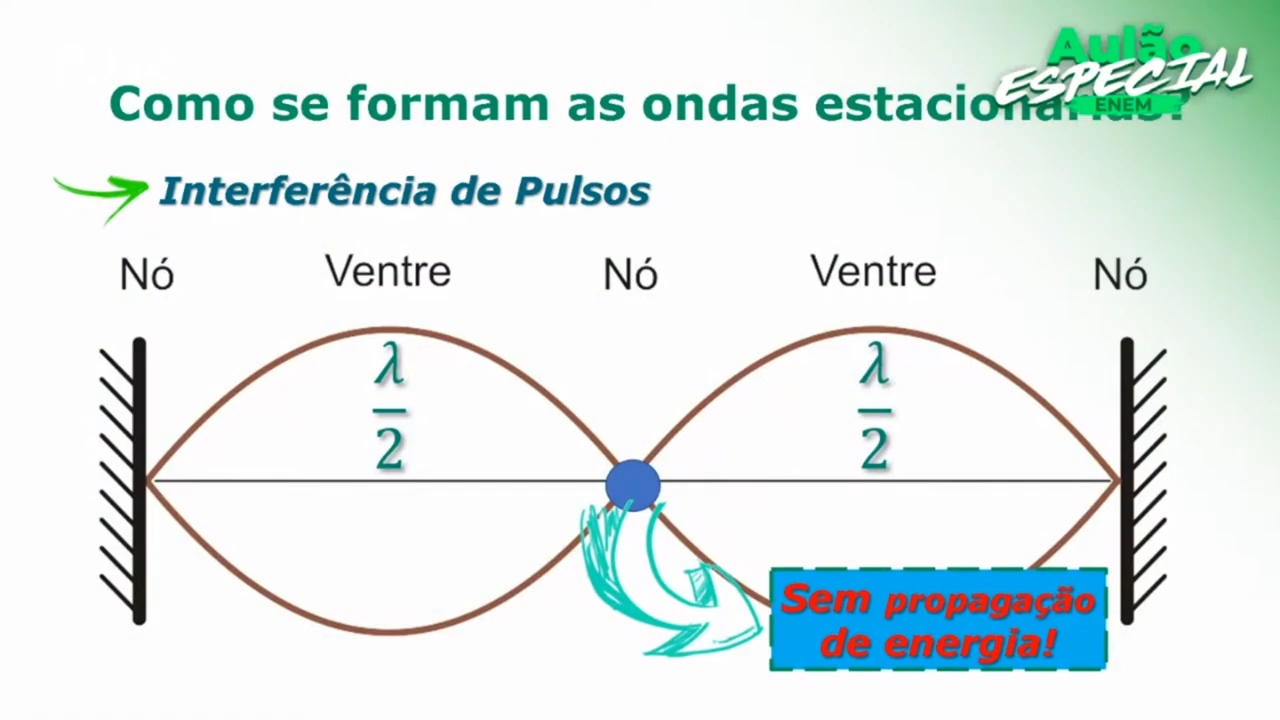 Aulão
ESPECIAL
ENEM
Como se formam as ondas estacionárias?
Interferência de Pulsos
Nó Ventre Nó Ventre Nó
λ/2 λ/2
Sem propagação
de energia!